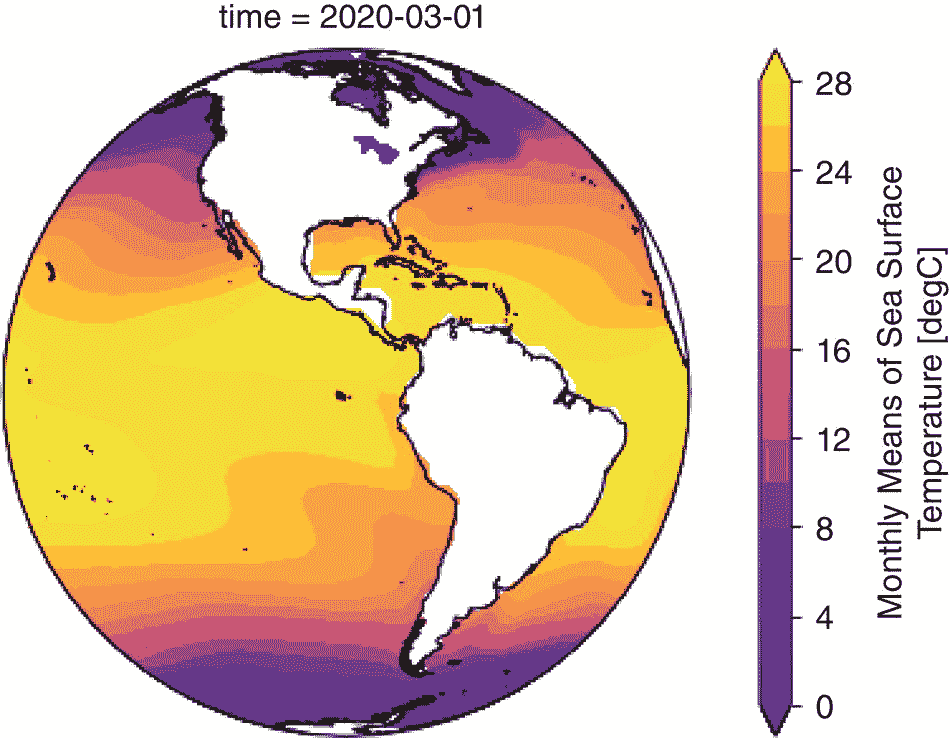 time = 2020-03-01
28
24
20
16
12
8
4
0
Monthly Means of Sea Surface
Temperature [degC]